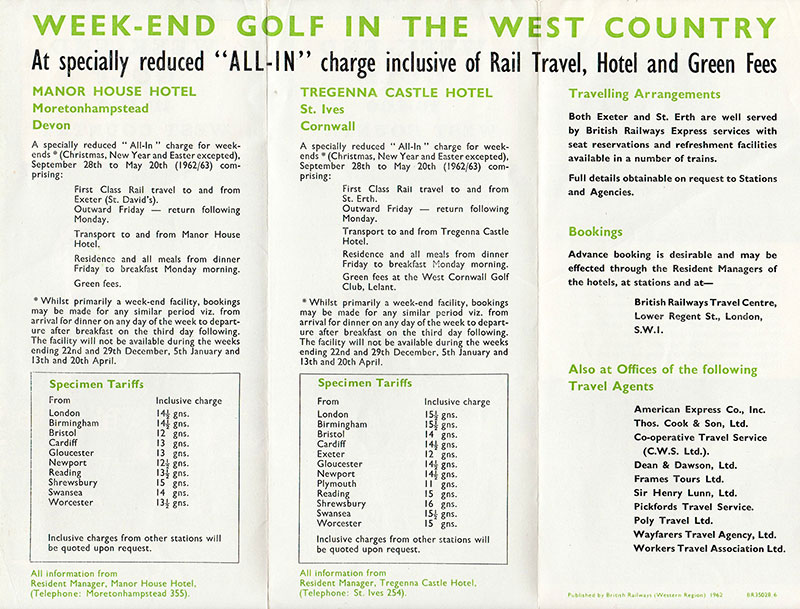 WEEK-END GOLF IN THE WEST COUNTRY
At specially reduced "ALL-IN" charge inclusive of Rail Travel, Hotel and Green Fees
MANOR HOUSE HOTEL
Moretonhampstead
Devon
A specially reduced "All-In" charge for week-
ends * (Christmas, New Year and Easter excepted),
September 28th to May 20th (1962/63) com-
prising:
First Class Rail travel to and from
Exeter (St. David's).
Outward Friday — return following
Monday.
Transport to and from Manor House
Hotel.
Residence and all meals from dinner
Friday to breakfast Monday morning.
Green fees.
* Whilst primarily a week-end facility, bookings
may be made for any similar period viz. from
arrival for dinner on any day of the week to depart-
ure after breakfast on the third day following.
The facility will not be available during the weeks
ending 22nd and 29th December, 5th January and
13th and 20th April.
Specimen Tariffs
From Inclusive charge
London 14½ gns.
Birmingham 14½ gns.
Bristol 12 gns.
Cardiff 13 gns.
Gloucester 13 gns.
Newport 12½ gns.
Reading 13½ gns.
Shrewsbury 15 gns.
Swansea 14 gns.
Worcester 13½ gns.
Inclusive charges from other stations will
be quoted upon request.
All information from
Resident Manager, Manor House Hotel,
(Telephone: Moretonhampstead 355).
TREGENNA CASTLE HOTEL
St. Ives
Cornwall
A specially reduced "All-In" charge for week-
ends * (Christmas, New Year and Easter excepted),
September 28th to May 20th (1962/63) com-
prising:
First Class Rail travel to and from
St. Erth.
Outward Friday — return following
Monday.
Transport to and from Tregenna Castle
Hotel.
Residence and all meals from dinner
Friday to breakfast Monday morning.
Green fees at the West Cornwall Golf
Club, Lelant.
* Whilst primarily a week-end facility, bookings
may be made for any similar period viz. from
arrival for dinner on any day of the week to depart-
ure after breakfast on the third day following.
The facility will not be available during the weeks
ending 22nd and 29th December, 5th January and
13th and 20th April.
Specimen Tariffs
From Inclusive charge
London 15½ gns.
Birmingham 15½ gns.
Bristol 14 gns.
Cardiff 14½ gns.
Exeter 12 gns.
Gloucester 14½ gns.
Newport 14½ gns.
Plymouth 11 gns.
Reading 15 gns.
Shrewsbury 16 gns.
Swansea 15½ gns.
Worcester 15 gns.
Inclusive charges from other stations will
be quoted upon request.
All information from
Resident Manager, Tregenna Castle Hotel,
(Telephone: St. Ives 254).
Travelling Arrangements
Both Exeter and St. Erth are well served
by British Railways Express services with
seat reservations and refreshment facilities
available in a number of trains.
Full details obtainable on request to Stations
and Agencies.
Bookings
Advance booking is desirable and may be
effected through the Resident Managers of
the hotels, at stations and at—
British Railways Travel Centre,
Lower Regent St., London,
S.W.1.
Also at Offices of the following
Travel Agents
American Express Co., Inc.
Thos. Cook & Son, Ltd.
Co-operative Travel Service
(C.W.S. Ltd.).
Dean & Dawson, Ltd.
Frames Tours Ltd.
Sir Henry Lunn, Ltd.
Pickfords Travel Service.
Poly Travel Ltd.
Wayfarers Travel Agency, Ltd.
Workers Travel Association Ltd.
Published by British Railways (Western Region) 1962 BR35028/6